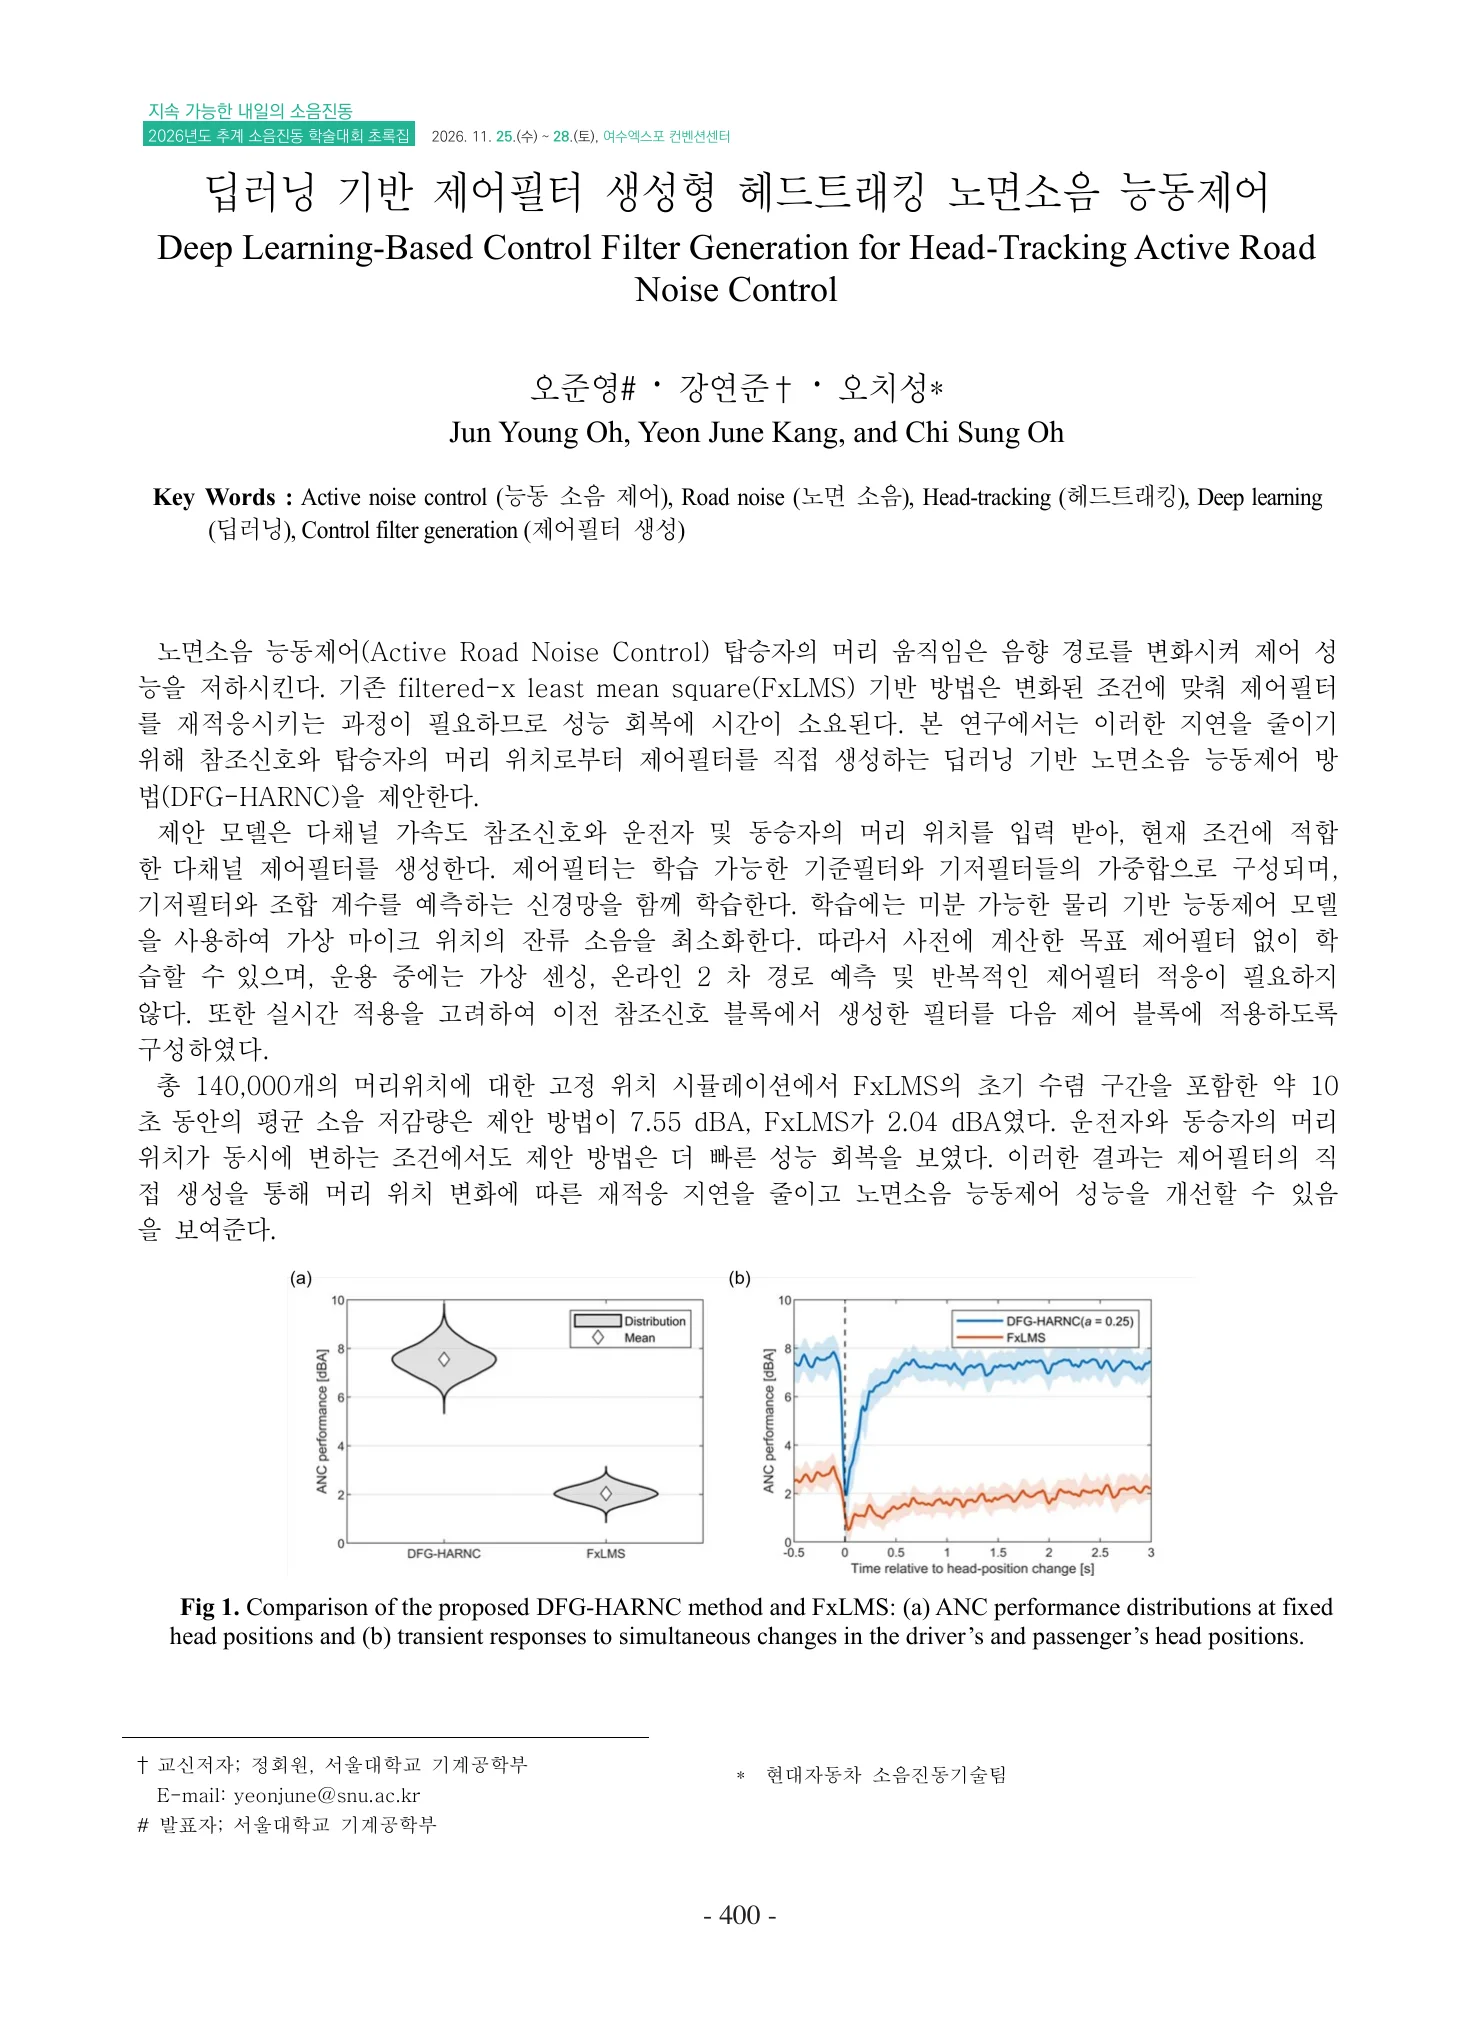 지속 가능한 내일의 소음진동
2026년도 추계 소음진동 학술대회 초록집 2026. 11. 25.(수) ~ 28.(토), 여수엑스포 컨벤션센터
딥러닝 기반 제어필터 생성형 헤드트래킹 노면소음 능동제어
Deep Learning-Based Control Filter Generation for Head-Tracking Active Road
Noise Control
오준영# · 강연준† · 오치성*
Jun Young Oh, Yeon June Kang, and Chi Sung Oh
Key Words : Active noise control (능동 소음 제어), Road noise (노면 소음), Head-tracking (헤드트래킹), Deep learning
(딥러닝), Control filter generation (제어필터 생성)
노면소음 능동제어(Active Road Noise Control) 탑승자의 머리 움직임은 음향 경로를 변화시켜 제어 성
능을 저하시킨다. 기존 filtered-x least mean square(FxLMS) 기반 방법은 변화된 조건에 맞춰 제어필터
를 재적응시키는 과정이 필요하므로 성능 회복에 시간이 소요된다. 본 연구에서는 이러한 지연을 줄이기
위해 참조신호와 탑승자의 머리 위치로부터 제어필터를 직접 생성하는 딥러닝 기반 노면소음 능동제어 방
법(DFG-HARNC)을 제안한다.
제안 모델은 다채널 가속도 참조신호와 운전자 및 동승자의 머리 위치를 입력 받아, 현재 조건에 적합
한 다채널 제어필터를 생성한다. 제어필터는 학습 가능한 기준필터와 기저필터들의 가중합으로 구성되며,
기저필터와 조합 계수를 예측하는 신경망을 함께 학습한다. 학습에는 미분 가능한 물리 기반 능동제어 모델
을 사용하여 가상 마이크 위치의 잔류 소음을 최소화한다. 따라서 사전에 계산한 목표 제어필터 없이 학
습할 수 있으며, 운용 중에는 가상 센싱, 온라인 2 차 경로 예측 및 반복적인 제어필터 적응이 필요하지
않다. 또한 실시간 적용을 고려하여 이전 참조신호 블록에서 생성한 필터를 다음 제어 블록에 적용하도록
구성하였다.
총 140,000개의 머리위치에 대한 고정 위치 시뮬레이션에서 FxLMS의 초기 수렴 구간을 포함한 약 10
초 동안의 평균 소음 저감량은 제안 방법이 7.55 dBA, FxLMS가 2.04 dBA였다. 운전자와 동승자의 머리
위치가 동시에 변하는 조건에서도 제안 방법은 더 빠른 성능 회복을 보였다. 이러한 결과는 제어필터의 직
접 생성을 통해 머리 위치 변화에 따른 재적응 지연을 줄이고 노면소음 능동제어 성능을 개선할 수 있음
을 보여준다.
(a)
10
8
6
4
2
0
ANC performance [dBA]
Distribution
Mean
DFG-HARNC FxLMS
(b)
10
8
6
4
2
0
ANC performance [dBA]
DFG-HARNC(a = 0.25)
FxLMS
-0.5 0 0.5 1 1.5 2 2.5 3
Time relative to head-position change [s]
Fig 1. Comparison of the proposed DFG-HARNC method and FxLMS: (a) ANC performance distributions at fixed
head positions and (b) transient responses to simultaneous changes in the driver’s and passenger’s head positions.
† 교신저자; 정회원, 서울대학교 기계공학부
E-mail: yeonjune@snu.ac.kr
# 발표자; 서울대학교 기계공학부
* 현대자동차 소음진동기술팀
- 400 -